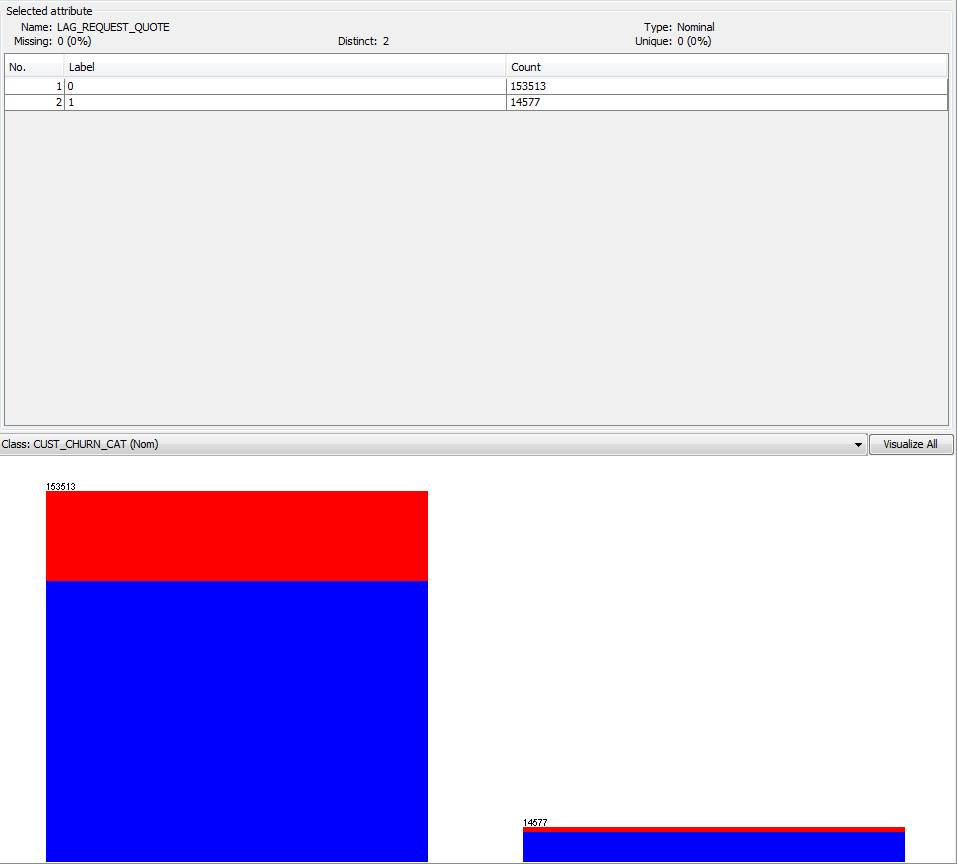 Selected attribute
Name: LAG_REQUEST_QUOTE Type: Nominal
Missing: 0 (0%) Distinct: 2 Unique: 0 (0%)
No. Label Count
1 0 153513
2 1 14577
Class: CUST_CHURN_CAT (Nom) Visualize All
153513
14577